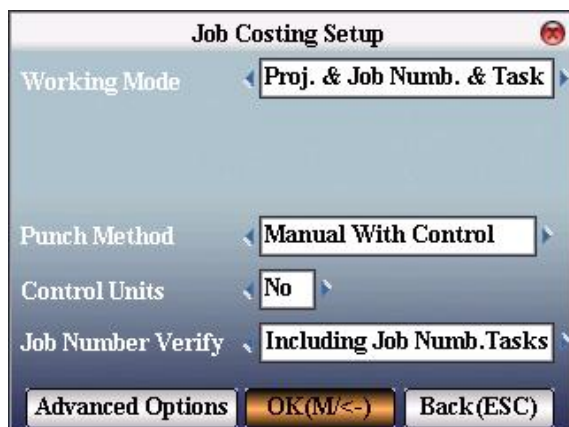 Job Costing Setup
Working Mode Proj. & Job Numb. & Task
Punch Method Manual With Control
Control Units No
Job Number Verify Including Job Numb.Tasks
Advanced Options OK(M/<-) Back(ESC)